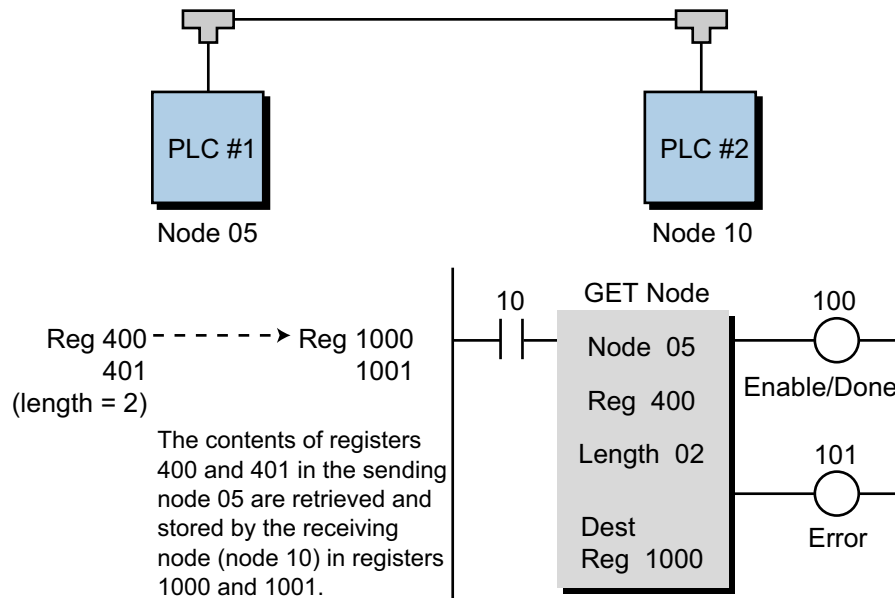 PLC #1
PLC #2
Node 05
Node 10
Reg 400
Reg 1000
401
1001
(length = 2)
The contents of registers
400 and 401 in the sending
node 05 are retrieved and
stored by the receiving
node (node 10) in registers
1000 and 1001.
10
GET Node
100
Node 05
Reg 400
Enable/Done
Length 02
101
Dest
Reg 1000
Error